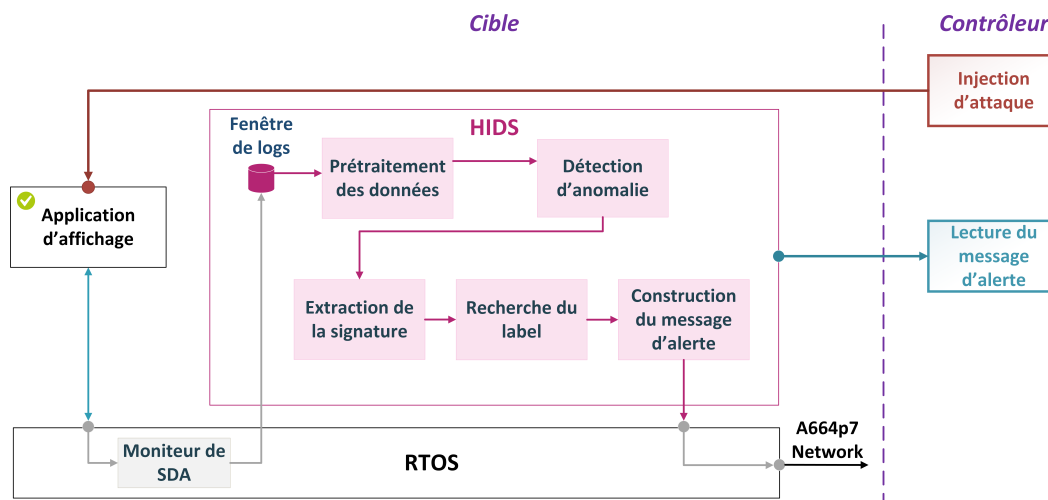 Cible
Contrôleur
Injection
d'attaque
Fenêtre
de logs
HIDS
Prétraitement
des données
Détection
d'anomalie
Application
d'affichage
Lecture du
message
d'alerte
Extraction de
la signature
Recherche du
label
Construction
du message
d'alerte
Moniteur de
SDA
RTOS
A664p7
Network